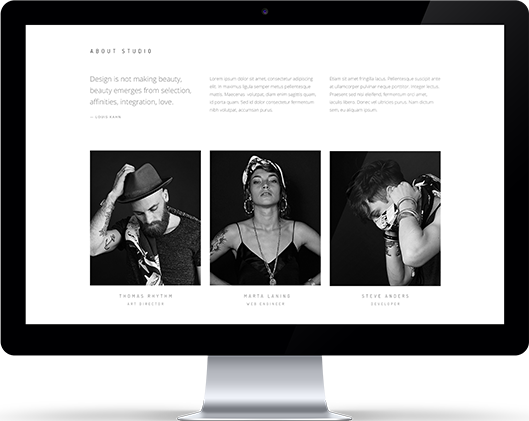 ABOUT STUDIO
Design is not making beauty,
beauty emerges from selection,
affinities, integration, love.
— LOUIS KAHN
Lorem ipsum dolor sit amet, consectetur adipiscing
elit. In maximus semper metus pellentesque
mattis. Maecenas volutpat, diam enim sagittis quam,
id porta quam. Sed id dolor consectetur fermentum
nibh volutpat, accumsan purus.
Etiam sit amet fringilla lacus. Pellentesque suscipit ante
at ullamcorper pulvinar neque porttitor. Integer lectus.
Praesent sed nisi eleifend, fermentum orci amet,
iaculis libero. Donec vel ultricies purus. Nam dictum
sem, eu aliquam ipsum.
THOMAS RHYTHM
ART DIRECTOR
MARTA LANING
WEB ENGINEER
STEVE ANDERS
DEVELOPER